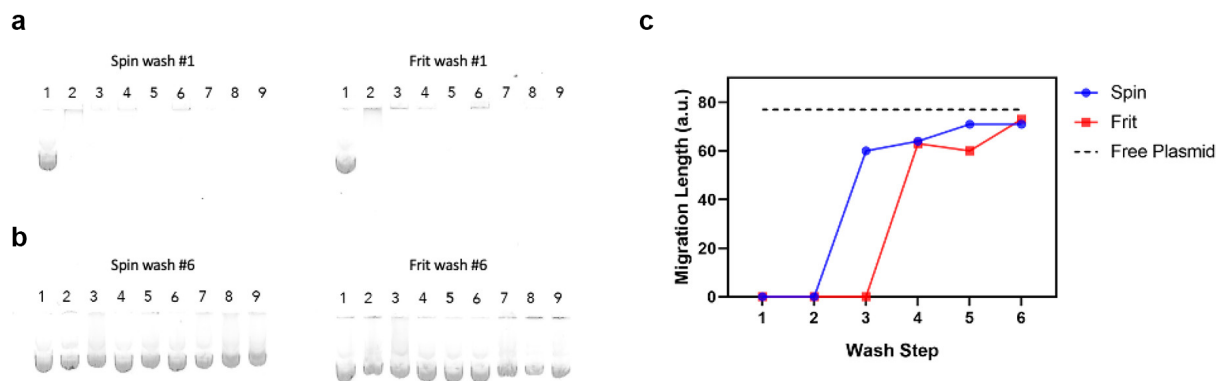 a
Spin wash #1
1 2 3 4 5 6 7 8 9
Frit wash #1
1 2 3 4 5 6 7 8 9
b
Spin wash #6
1 2 3 4 5 6 7 8 9
Frit wash #6
1 2 3 4 5 6 7 8 9
c
Migration Length (a.u.)
80
60
40
20
0
1 2 3 4 5 6
Wash Step
Spin
Frit
Free Plasmid